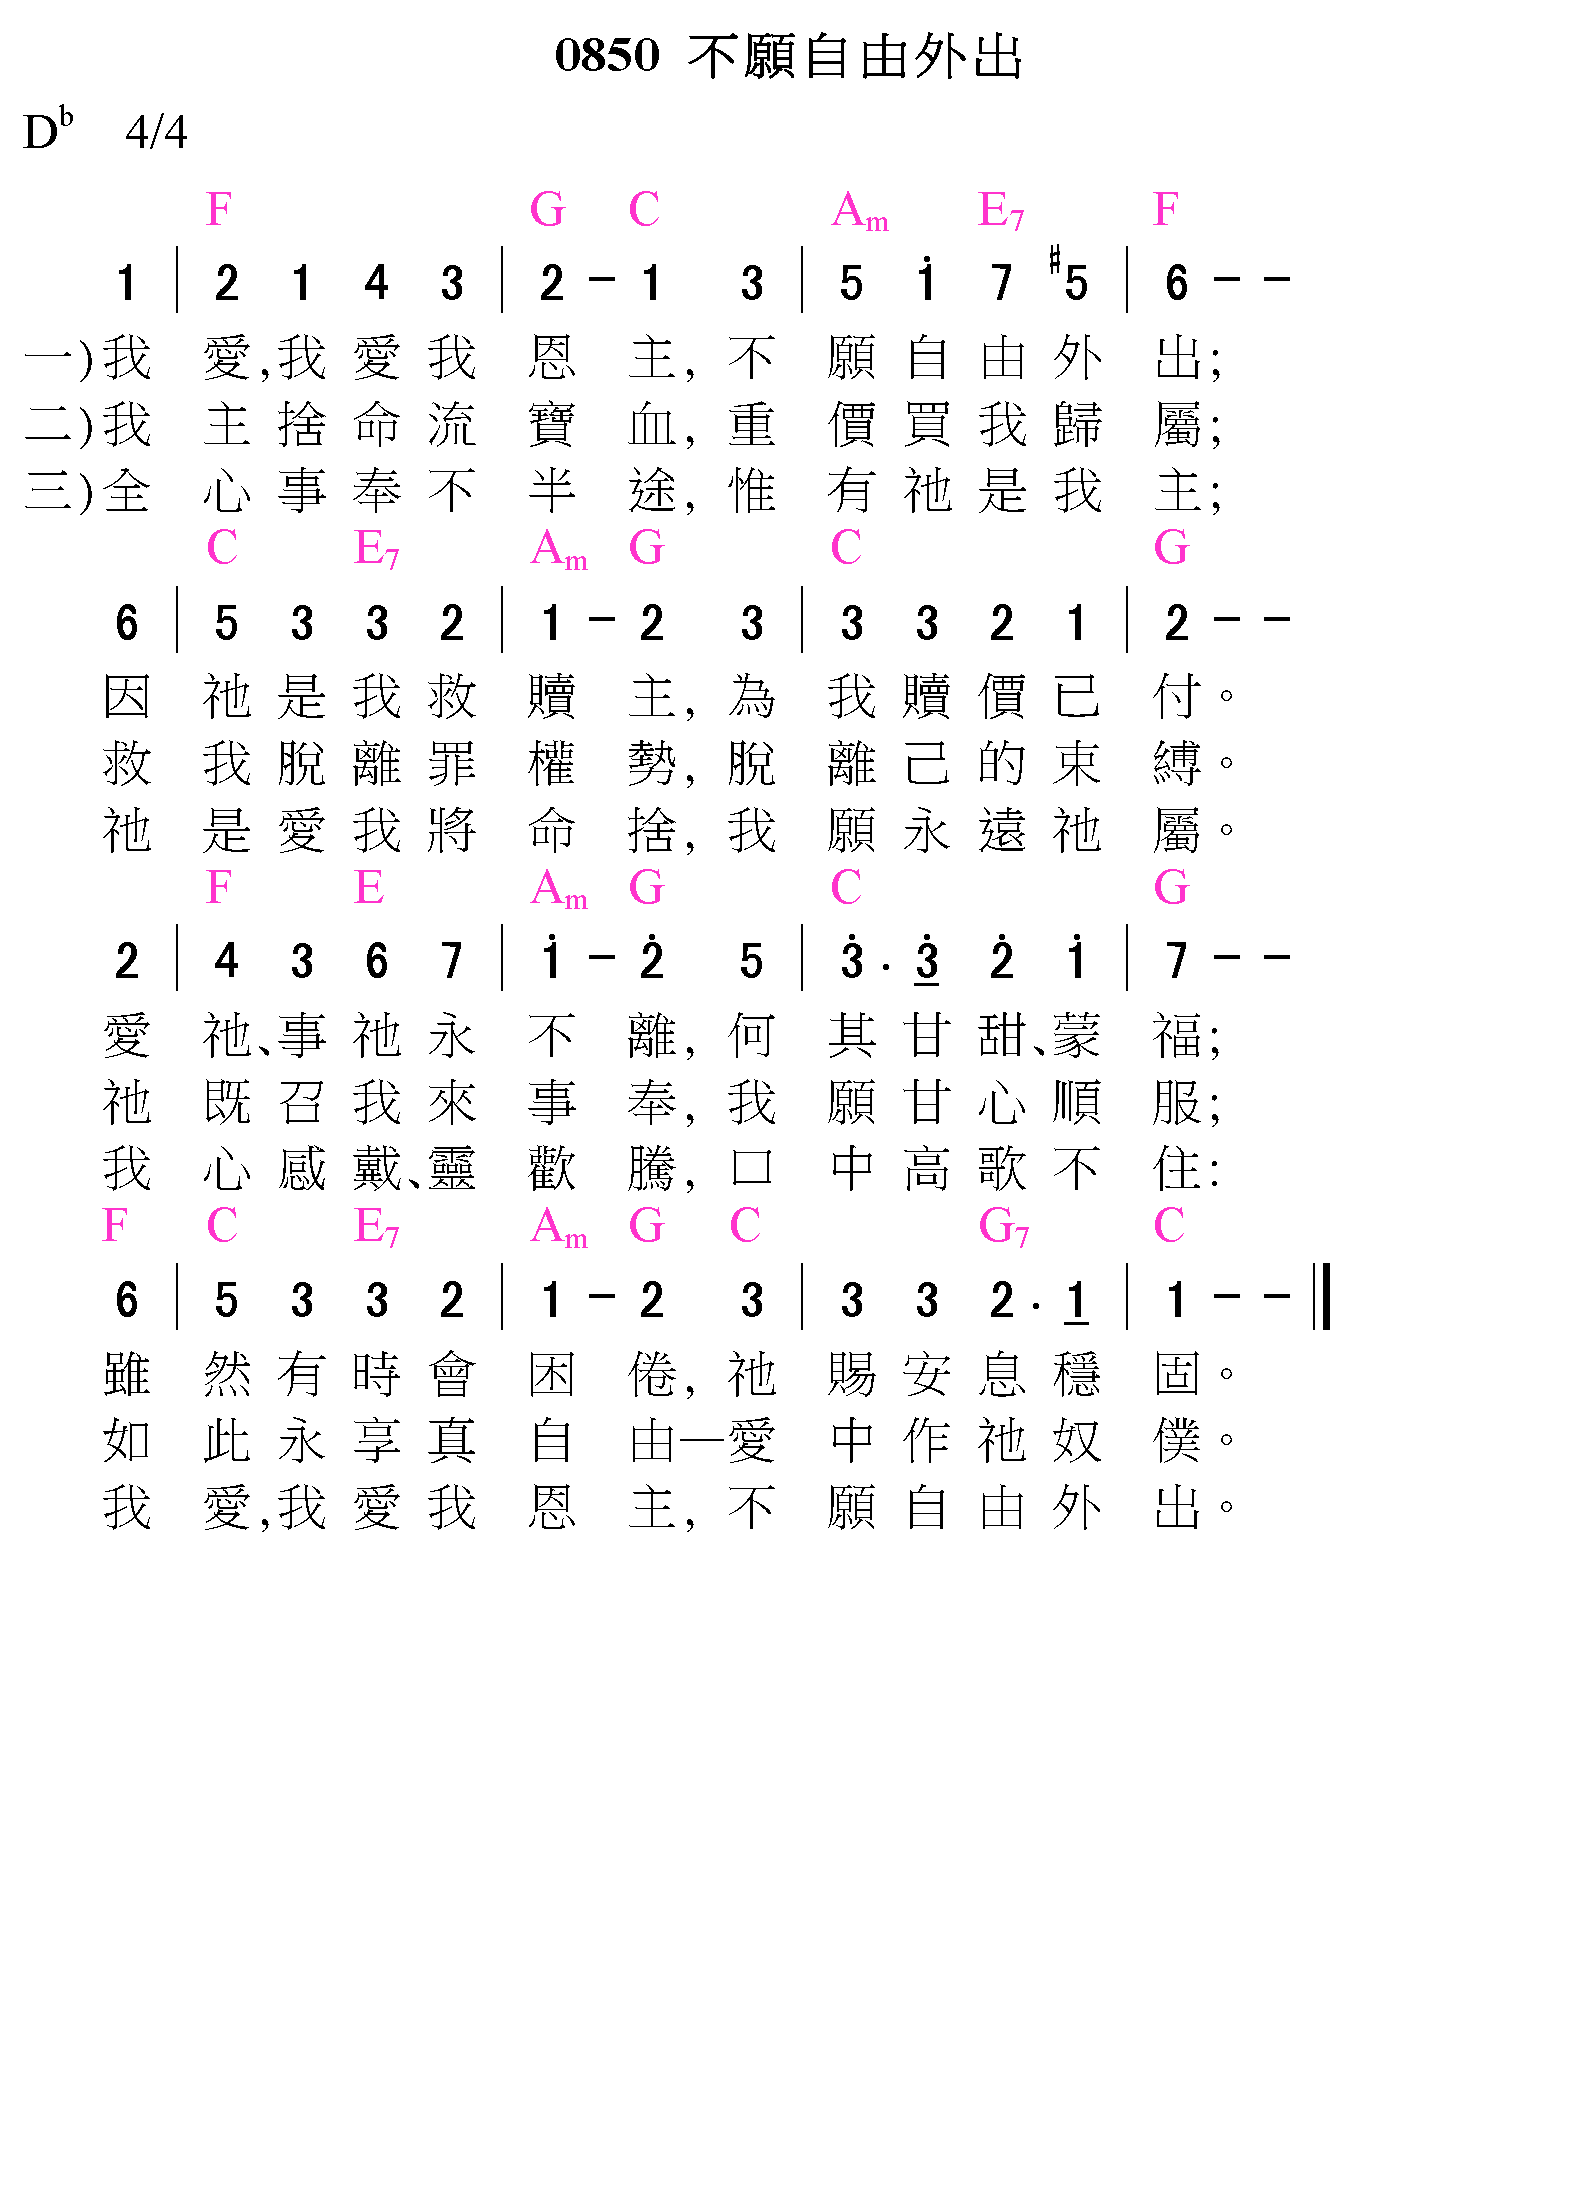 0850 不願自由外出
Dᵇ 4/4
F G C Am E7 F
1 | 2 1 4 3 | 2 - 1 3 | 5 i̇ 7 ♯5 | 6 - -
一)我 愛,我 愛 我 恩 主, 不 願 自 由 外 出;
二)我 主 捨 命 流 寶 血, 重 價 買 我 歸 屬;
三)全 心 事 奉 不 半 途, 惟 有 祂 是 我 主;
C E7 Am G C G
6 | 5 3 3 2 | 1 - 2 3 | 3 3 2 1 | 2 - -
因 祂 是 我 救 贖 主, 為 我 贖 價 已 付。
救 我 脫 離 罪 權 勢, 脫 離 己 的 束 縛。
祂 是 愛 我 將 命 捨, 我 願 永 遠 祂 屬。
F E Am G C G
2 | 4 3 6 7 | 1̇ - 2̇ 5 | 3̇ . 3̲̇ 2̇ 1̇ | 7 - -
愛 祂、事 祂 永 不 離, 何 其 甘 甜、蒙 福;
祂 既 召 我 來 事 奉, 我 願 甘 心 順 服;
我 心 感 戴、靈 歡 騰, 口 中 高 歌 不 住:
F C E7 Am G C G7 C
6 | 5 3 3 2 | 1 - 2 3 | 3 3 2 . 1̲ | 1 - - ‖
雖 然 有 時 會 困 倦, 祂 賜 安 息 穩 固。
如 此 永 享 真 自 由—愛 中 作 祂 奴 僕。
我 愛,我 愛 我 恩 主, 不 願 自 由 外 出。